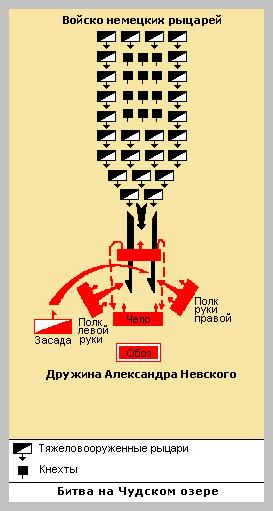 Войско немецких рыцарей
Полк
руки
правой
Полк
левой
руки
Чело
Засада
Обоз
Дружина Александра Невского
Тяжеловооруженные рыцари
Кнехты
Битва на Чудском озере